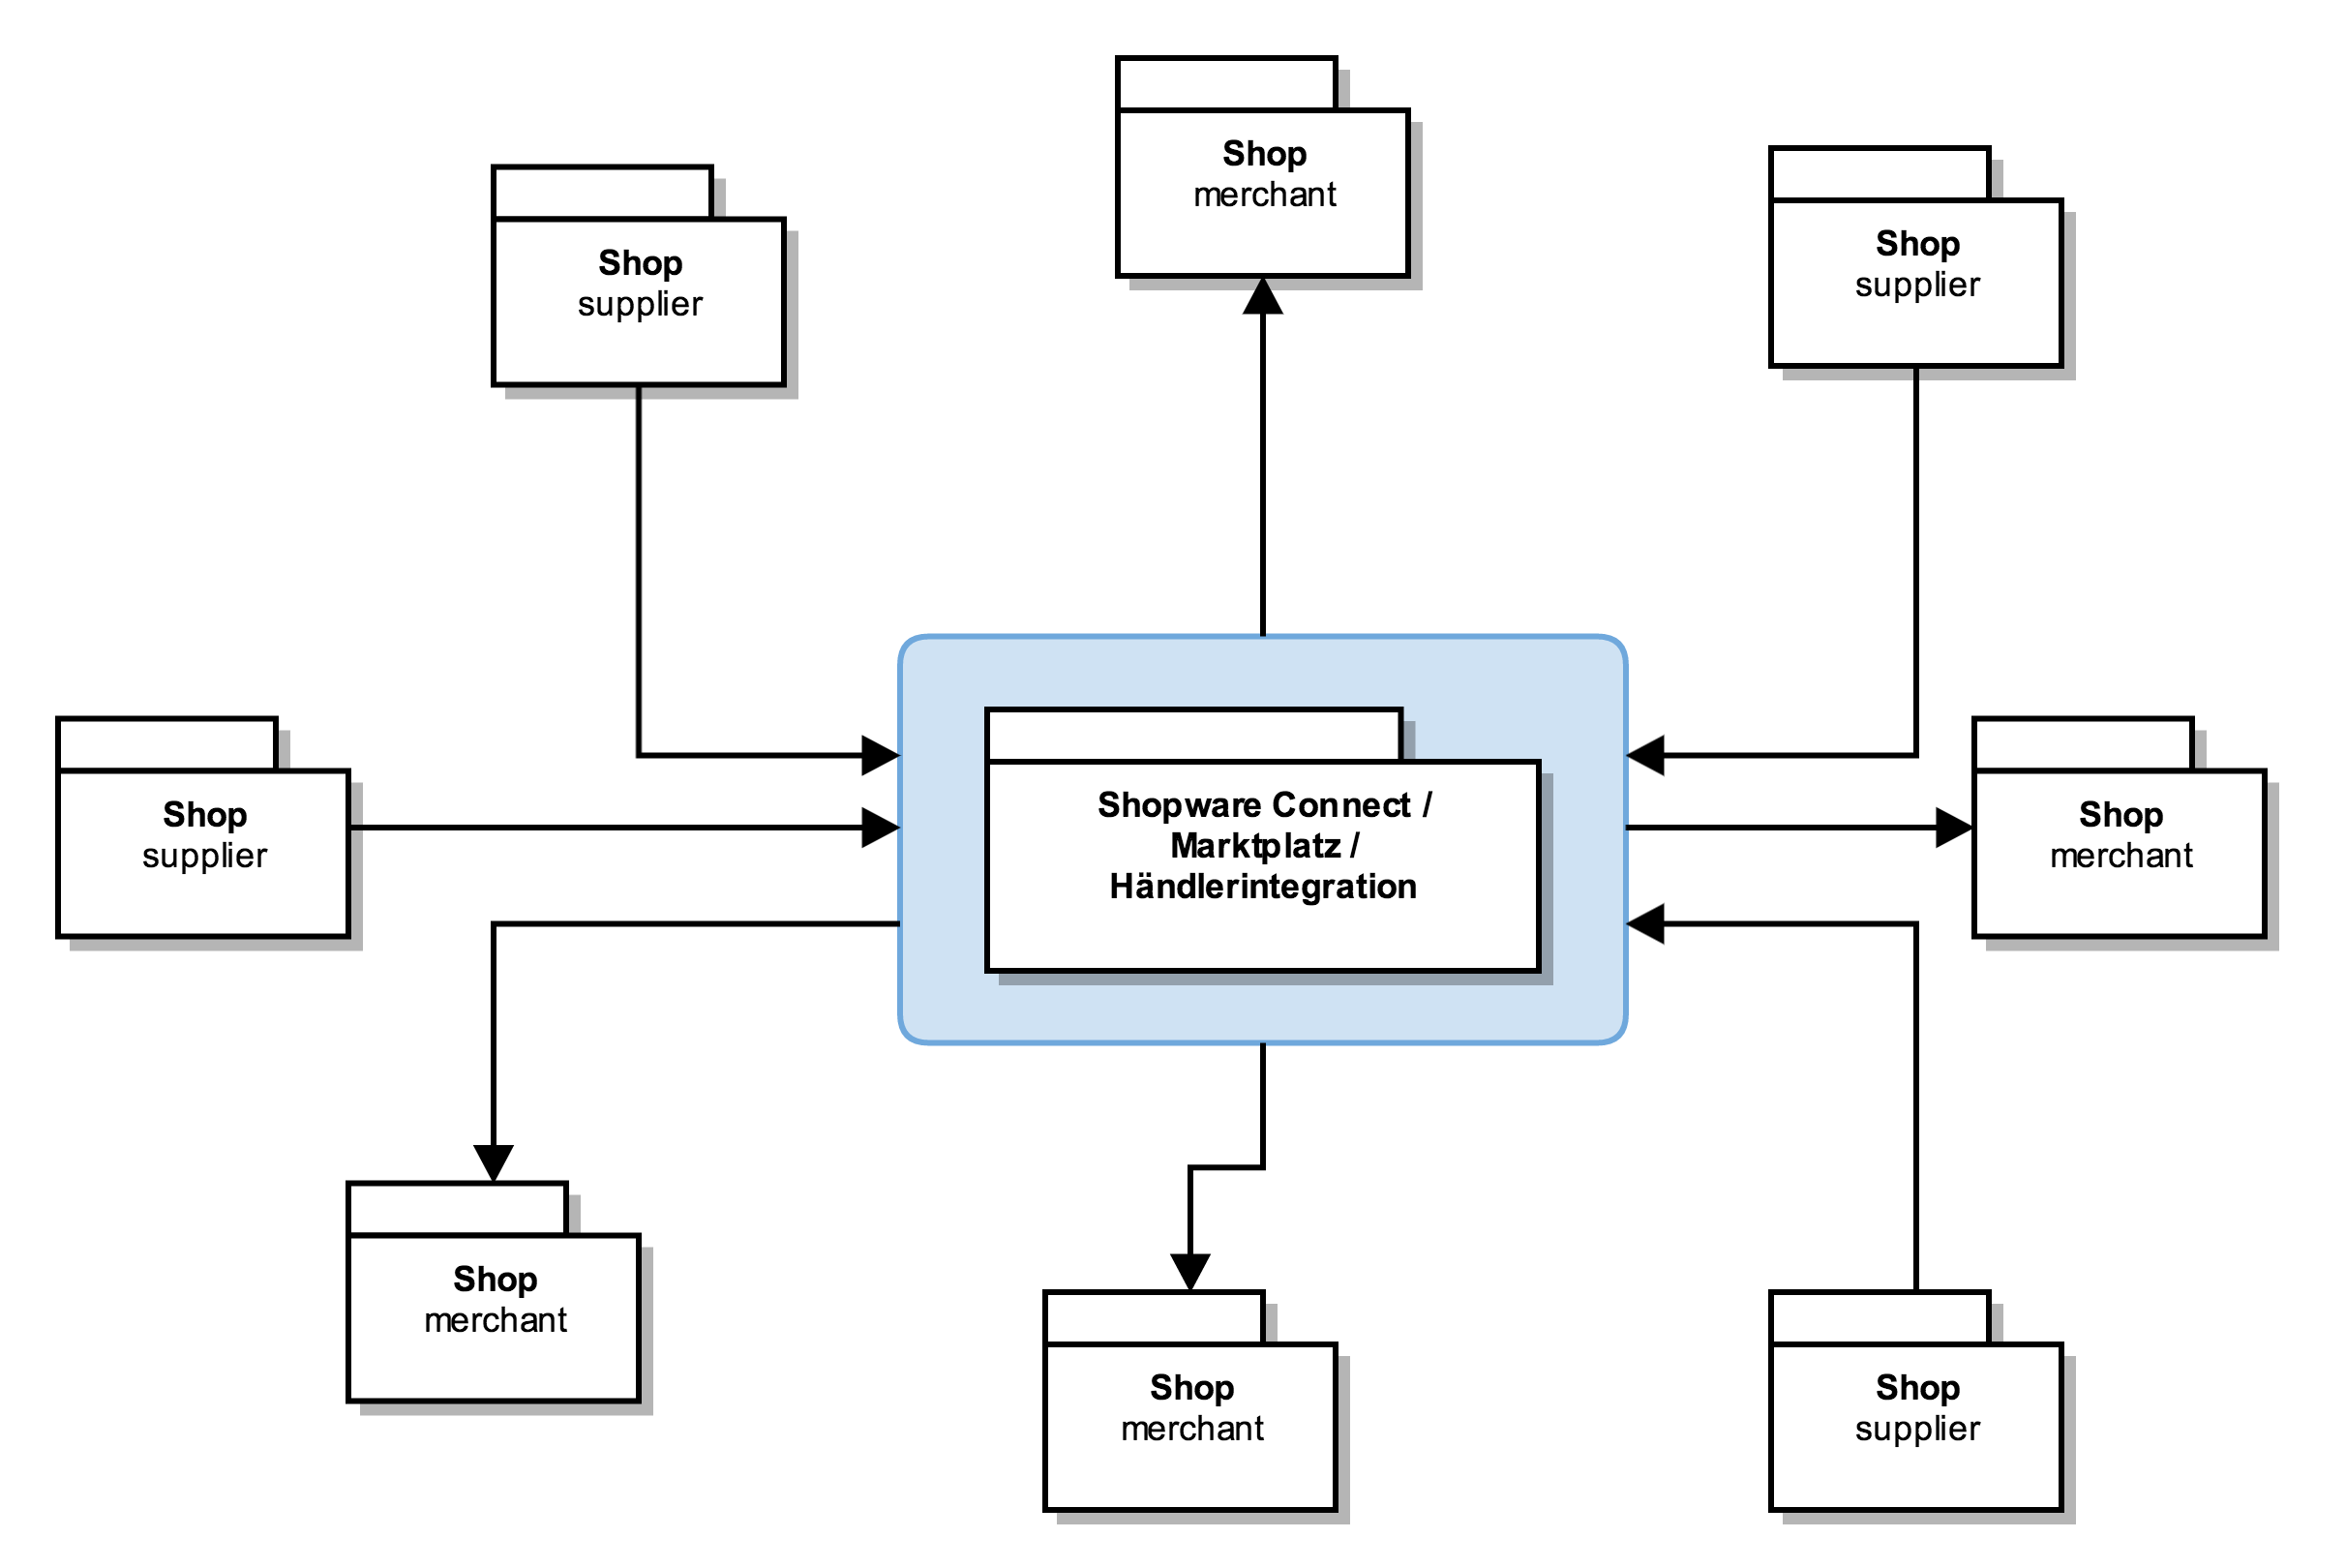 Shop
merchant
Shop
supplier
Shop
supplier
Shop
supplier
Shopware Connect /
Marktplatz /
Händlerintegration
Shop
merchant
Shop
merchant
Shop
merchant
Shop
supplier